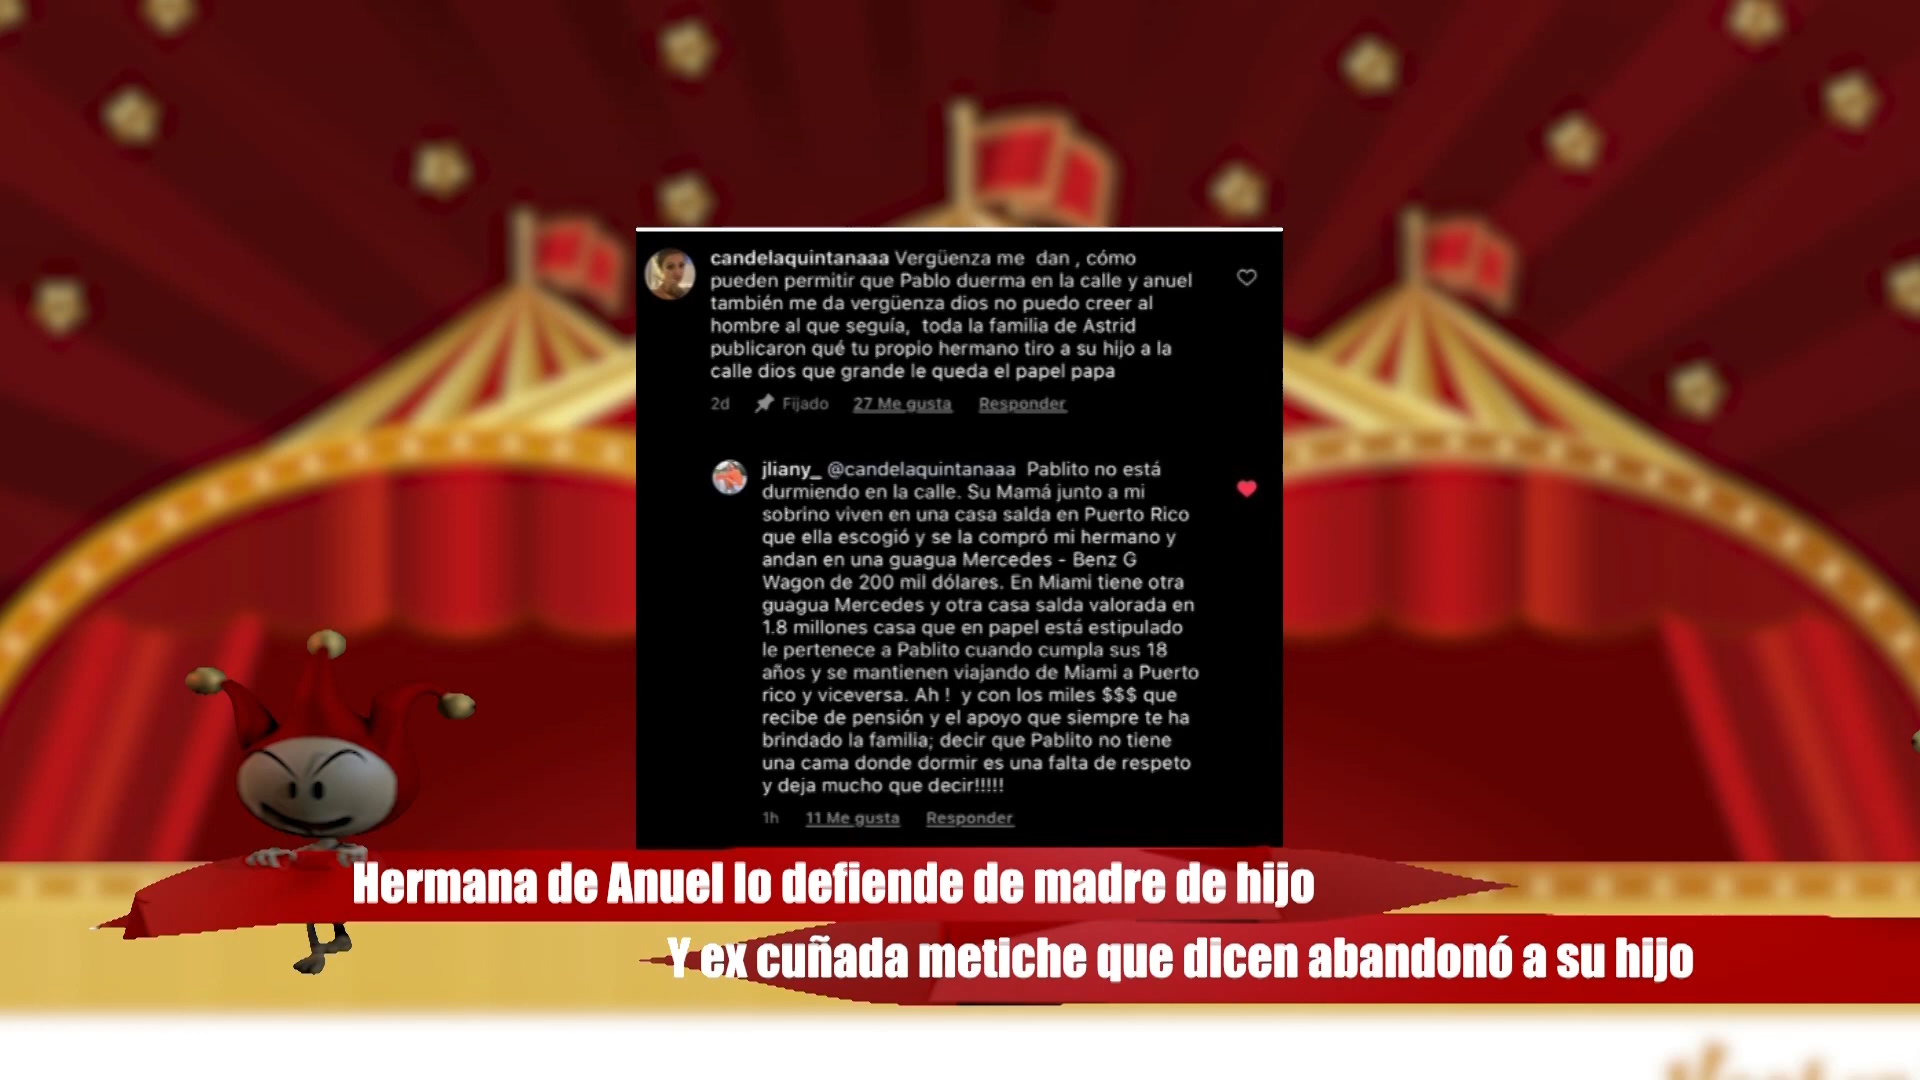 candelaquintanaaa Vergüenza me dan , cómo
pueden permitir que Pablo duerma en la calle y anuel
también me da vergüenza dios no puedo creer al
hombre al que seguía, toda la familia de Astrid
publicaron qué tu propio hermano tiro a su hijo a la
calle dios que grande le queda el papel papa
2d Fijado 27 Me gusta Responder
jliany_ @candelaquintanaaa Pablito no está
durmiendo en la calle. Su Mamá junto a mi
sobrino viven en una casa salda en Puerto Rico
que ella escogió y se la compró mi hermano y
andan en una guagua Mercedes - Benz G
Wagon de 200 mil dólares. En Miami tiene otra
guagua Mercedes y otra casa salda valorada en
1.8 millones casa que en papel está estipulado
le pertenece a Pablito cuando cumpla sus 18
años y se mantienen viajando de Miami a Puerto
rico y viceversa. Ah ! y con los miles $$$ que
recibe de pensión y el apoyo que siempre te ha
brindado la familia; decir que Pablito no tiene
una cama donde dormir es una falta de respeto
y deja mucho que decir!!!!!
1h 11 Me gusta Responder
Hermana de Anuel lo defiende de madre de hijo
Y ex cuñada metiche que dicen abandonó a su hijo